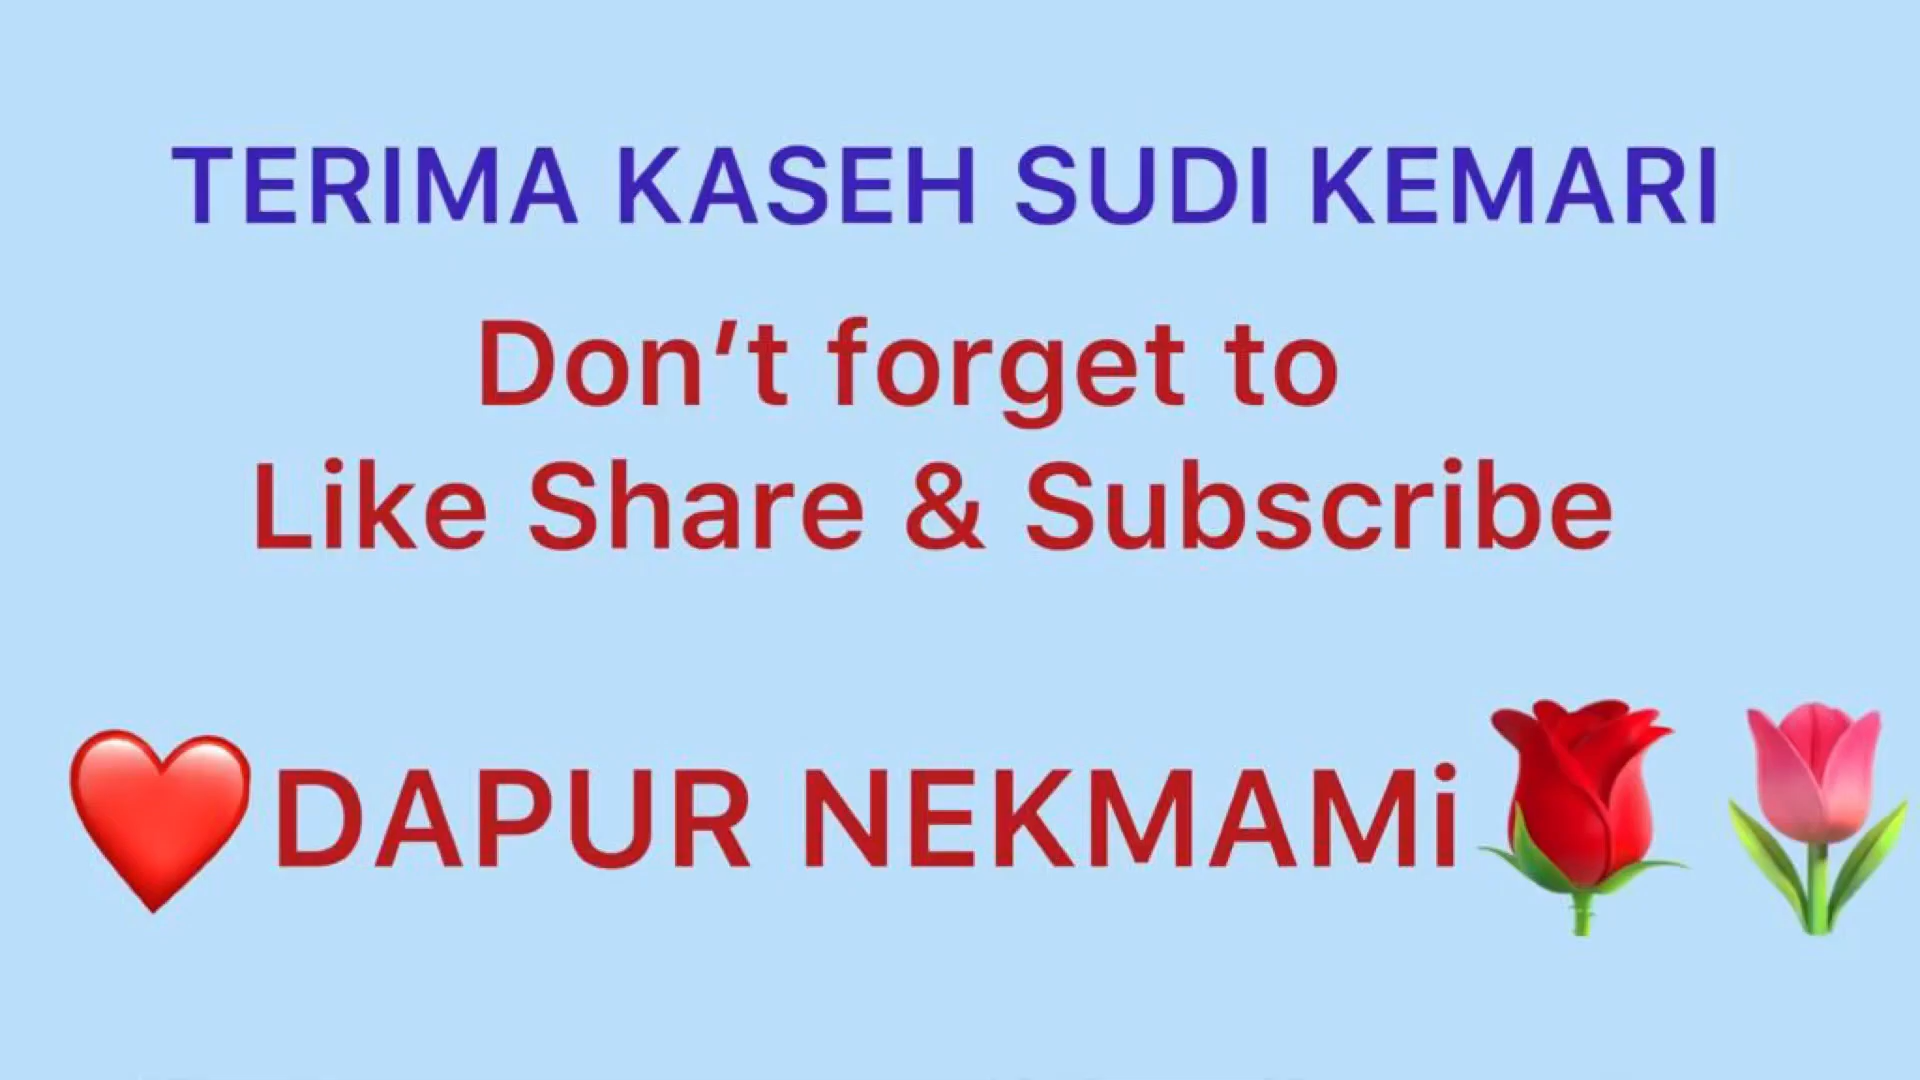 TERIMA KASEH SUDI KEMARI
Don’t forget to
Like Share & Subscribe
❤️DAPUR NEKMAMi🌹🌷